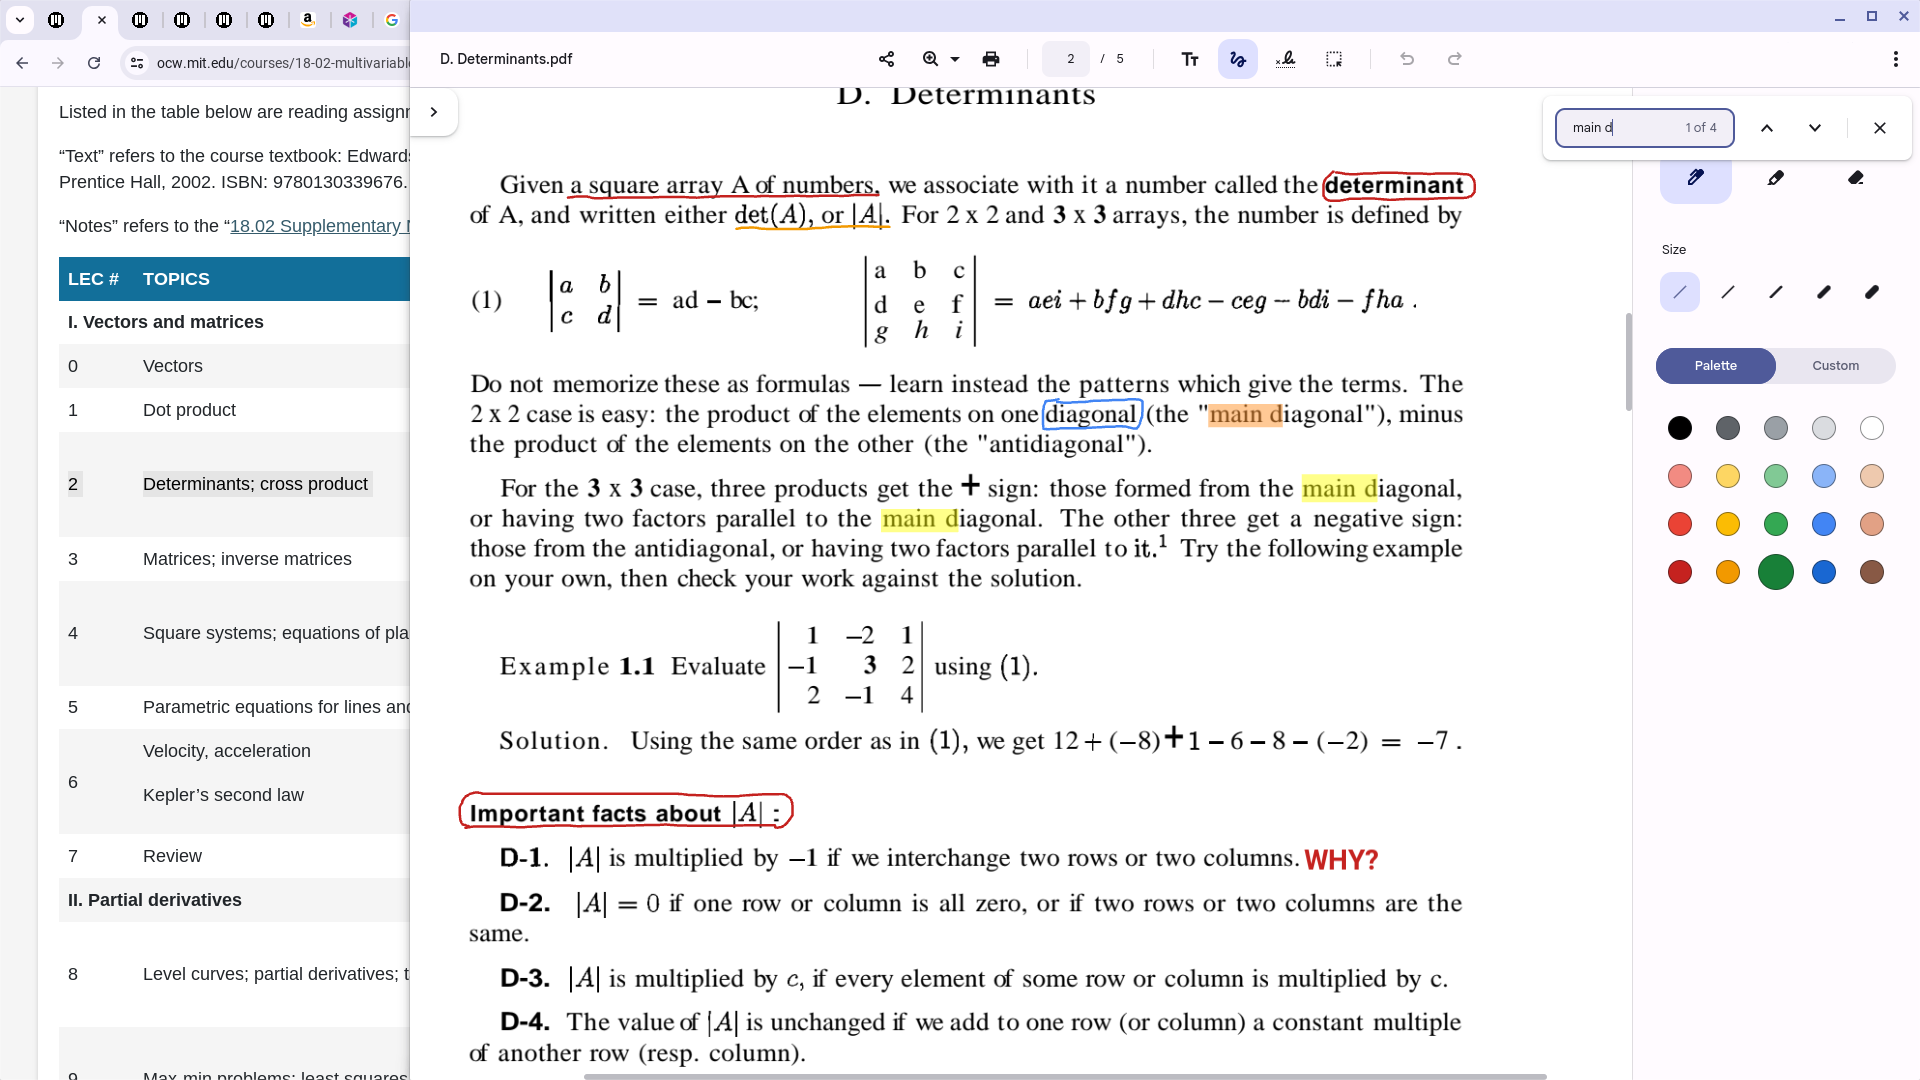 D. Determinants.pdf
2 / 5
ocw.mit.edu/courses/18-02-multivariabl
main d 1 of 4
Listed in the table below are reading assign
“Text” refers to the course textbook: Edwards
Prentice Hall, 2002. ISBN: 9780130339676.
“Notes” refers to the “18.02 Supplementary
LEC # TOPICS
I. Vectors and matrices
0 Vectors
1 Dot product
2 Determinants; cross product
3 Matrices; inverse matrices
4 Square systems; equations of pla
5 Parametric equations for lines and
6 Velocity, acceleration
Kepler’s second law
7 Review
II. Partial derivatives
8 Level curves; partial derivatives; t
9 Max-min problems; least squares
D. Determinants
Given a square array A of numbers, we associate with it a number called the determinant
of A, and written either det(A), or |A|. For 2 x 2 and 3 x 3 arrays, the number is defined by
(1) |a b| = ad – bc; |a b c| = aei + bfg + dhc – ceg – bdi – fha .
|c d| |d e f|
|g h i|
Do not memorize these as formulas — learn instead the patterns which give the terms. The
2 x 2 case is easy: the product of the elements on one diagonal (the "main diagonal"), minus
the product of the elements on the other (the "antidiagonal").
For the 3 x 3 case, three products get the + sign: those formed from the main diagonal,
or having two factors parallel to the main diagonal. The other three get a negative sign:
those from the antidiagonal, or having two factors parallel to it.1 Try the following example
on your own, then check your work against the solution.
|1 –2 1|
Example 1.1 Evaluate |–1 3 2| using (1).
|2 –1 4|
Solution. Using the same order as in (1), we get 12 + (–8) + 1 – 6 – 8 – (–2) = –7 .
Important facts about |A| :
D-1. |A| is multiplied by –1 if we interchange two rows or two columns. WHY?
D-2. |A| = 0 if one row or column is all zero, or if two rows or two columns are the
same.
D-3. |A| is multiplied by c, if every element of some row or column is multiplied by c.
D-4. The value of |A| is unchanged if we add to one row (or column) a constant multiple
of another row (resp. column).
Size
Palette Custom